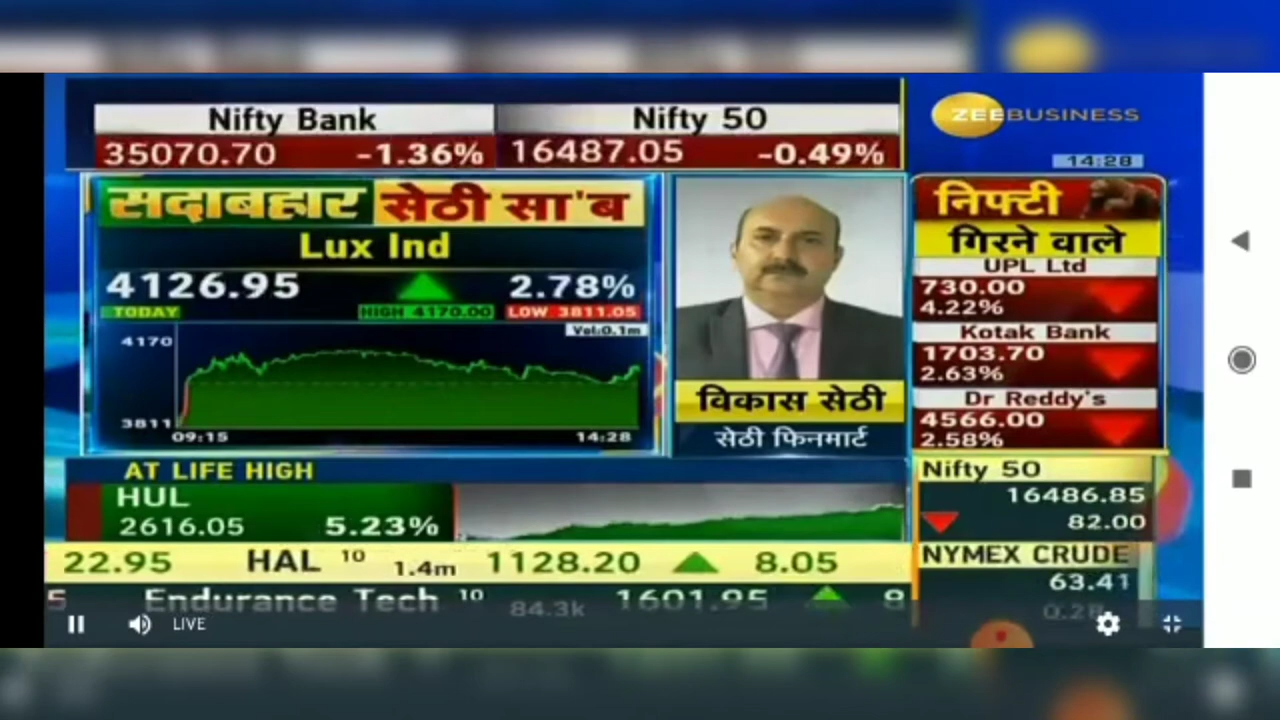 Nifty Bank
35070.70 -1.36%
Nifty 50
16487.05 -0.49%
ZEEBUSINESS
14:28
सदाबहार सेठी सा'ब
Lux Ind
4126.95 2.78%
TODAY HIGH 4170.00 LOW 3811.05
Vol:0.1m
4170
3811
09:15 14:28
विकास सेठी
सेठी फिनमार्ट
निफ्टी
गिरने वाले
UPL Ltd
730.00
4.22%
Kotak Bank
1703.70
2.63%
Dr Reddy's
4566.00
2.58%
AT LIFE HIGH
HUL
2616.05 5.23%
Nifty 50
16486.85
82.00
NYMEX CRUDE
63.41
0.28
22.95 HAL 10 1.4m 1128.20 8.05
5 Endurance Tech 10 84.3k 1601.95
LIVE